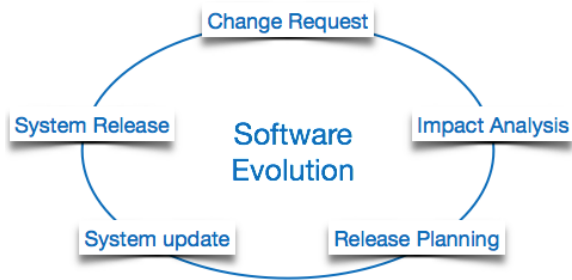 Change Request
System Release
Impact Analysis
Software
Evolution
System update
Release Planning